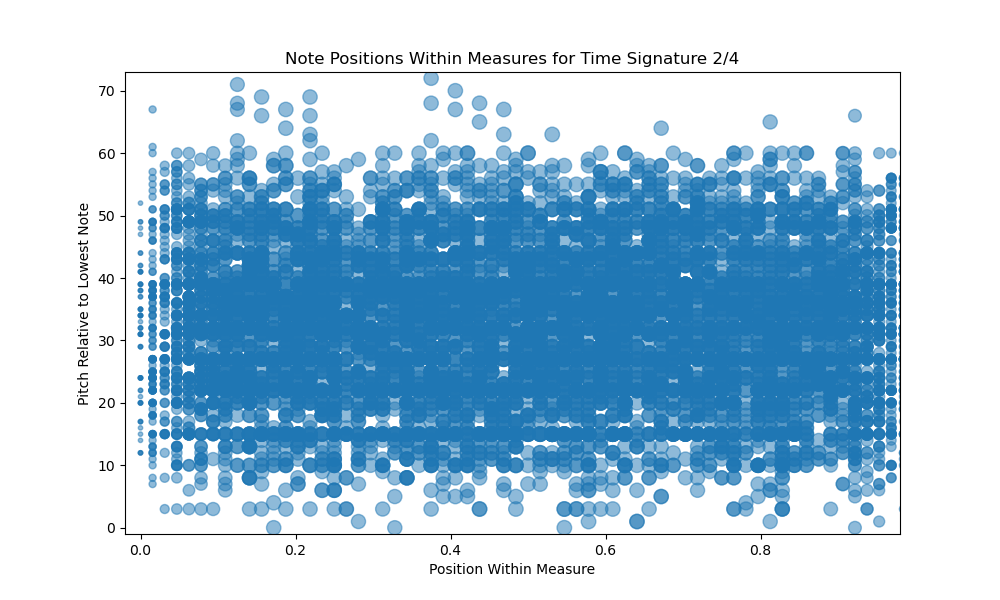 Note Positions Within Measures for Time Signature 2/4
70
60
50
40
30
20
10
0
Pitch Relative to Lowest Note
0.0 0.2 0.4 0.6 0.8
Position Within Measure